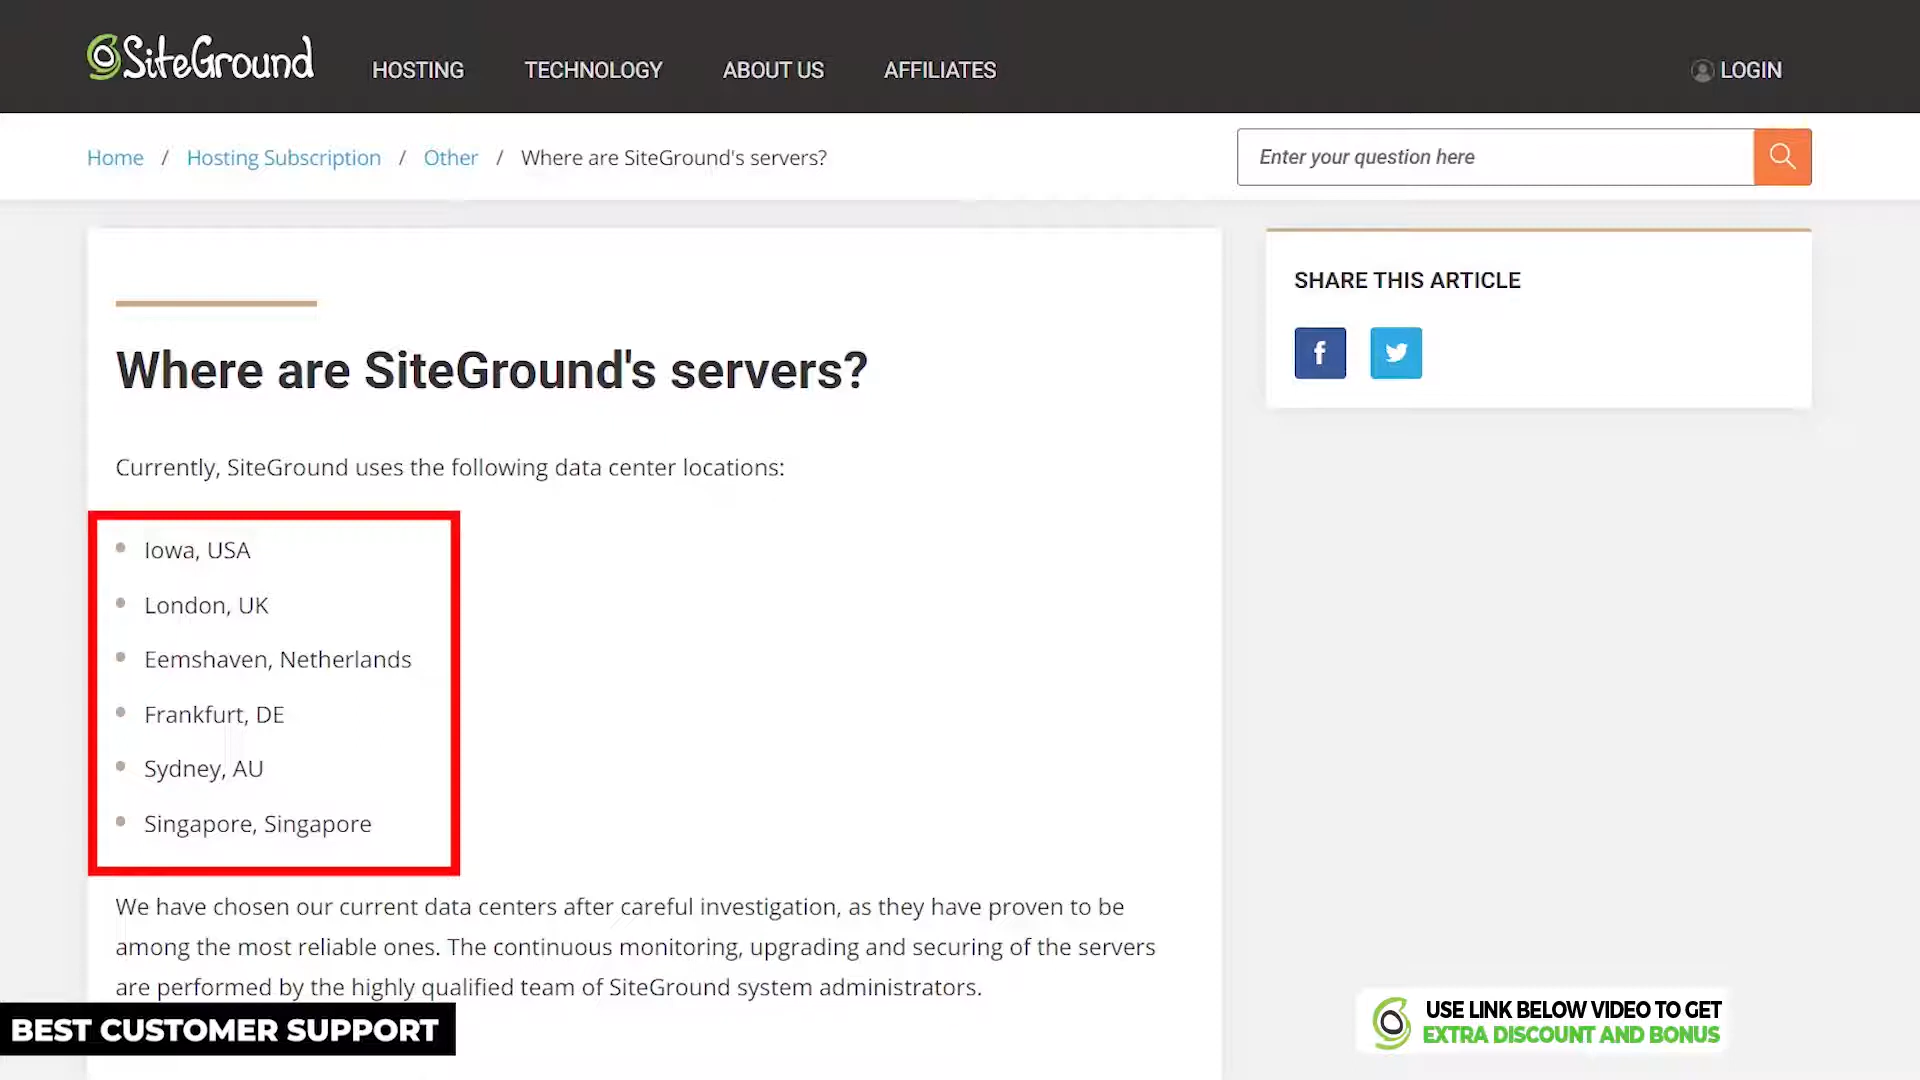 SiteGround HOSTING TECHNOLOGY ABOUT US AFFILIATES LOGIN
Home / Hosting Subscription / Other / Where are SiteGround's servers?
Enter your question here
SHARE THIS ARTICLE
f
Where are SiteGround's servers?
Currently, SiteGround uses the following data center locations:
Iowa, USA
London, UK
Eemshaven, Netherlands
Frankfurt, DE
Sydney, AU
Singapore, Singapore
We have chosen our current data centers after careful investigation, as they have proven to be
among the most reliable ones. The continuous monitoring, upgrading and securing of the servers
are performed by the highly qualified team of SiteGround system administrators.
BEST CUSTOMER SUPPORT
USE LINK BELOW VIDEO TO GET
EXTRA DISCOUNT AND BONUS